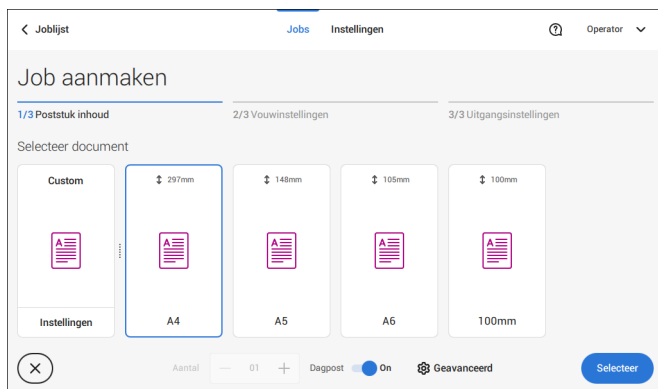 Joblijst
Jobs Instellingen
Operator
Job aanmaken
1/3 Poststuk inhoud
2/3 Vouwinstellingen
3/3 Uitgangsinstellingen
Selecteer document
Custom
297mm
148mm
105mm
100mm
Instellingen
A4
A5
A6
100mm
Aantal
01
Dagpost
On
Geavanceerd
Selecteer